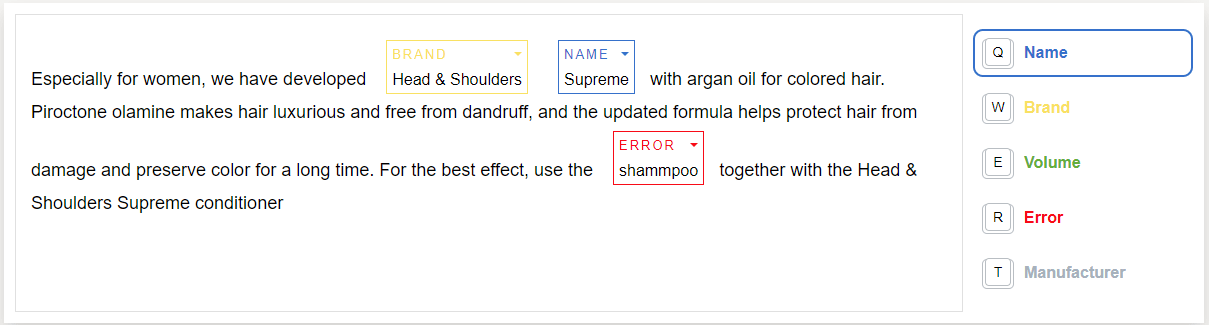 BRAND NAME
Especially for women, we have developed Head & Shoulders Supreme with argan oil for colored hair.
Piroctone olamine makes hair luxurious and free from dandruff, and the updated formula helps protect hair from
ERROR
damage and preserve color for a long time. For the best effect, use the shammpoo together with the Head &
Shoulders Supreme conditioner
Q Name
W Brand
E Volume
R Error
T Manufacturer